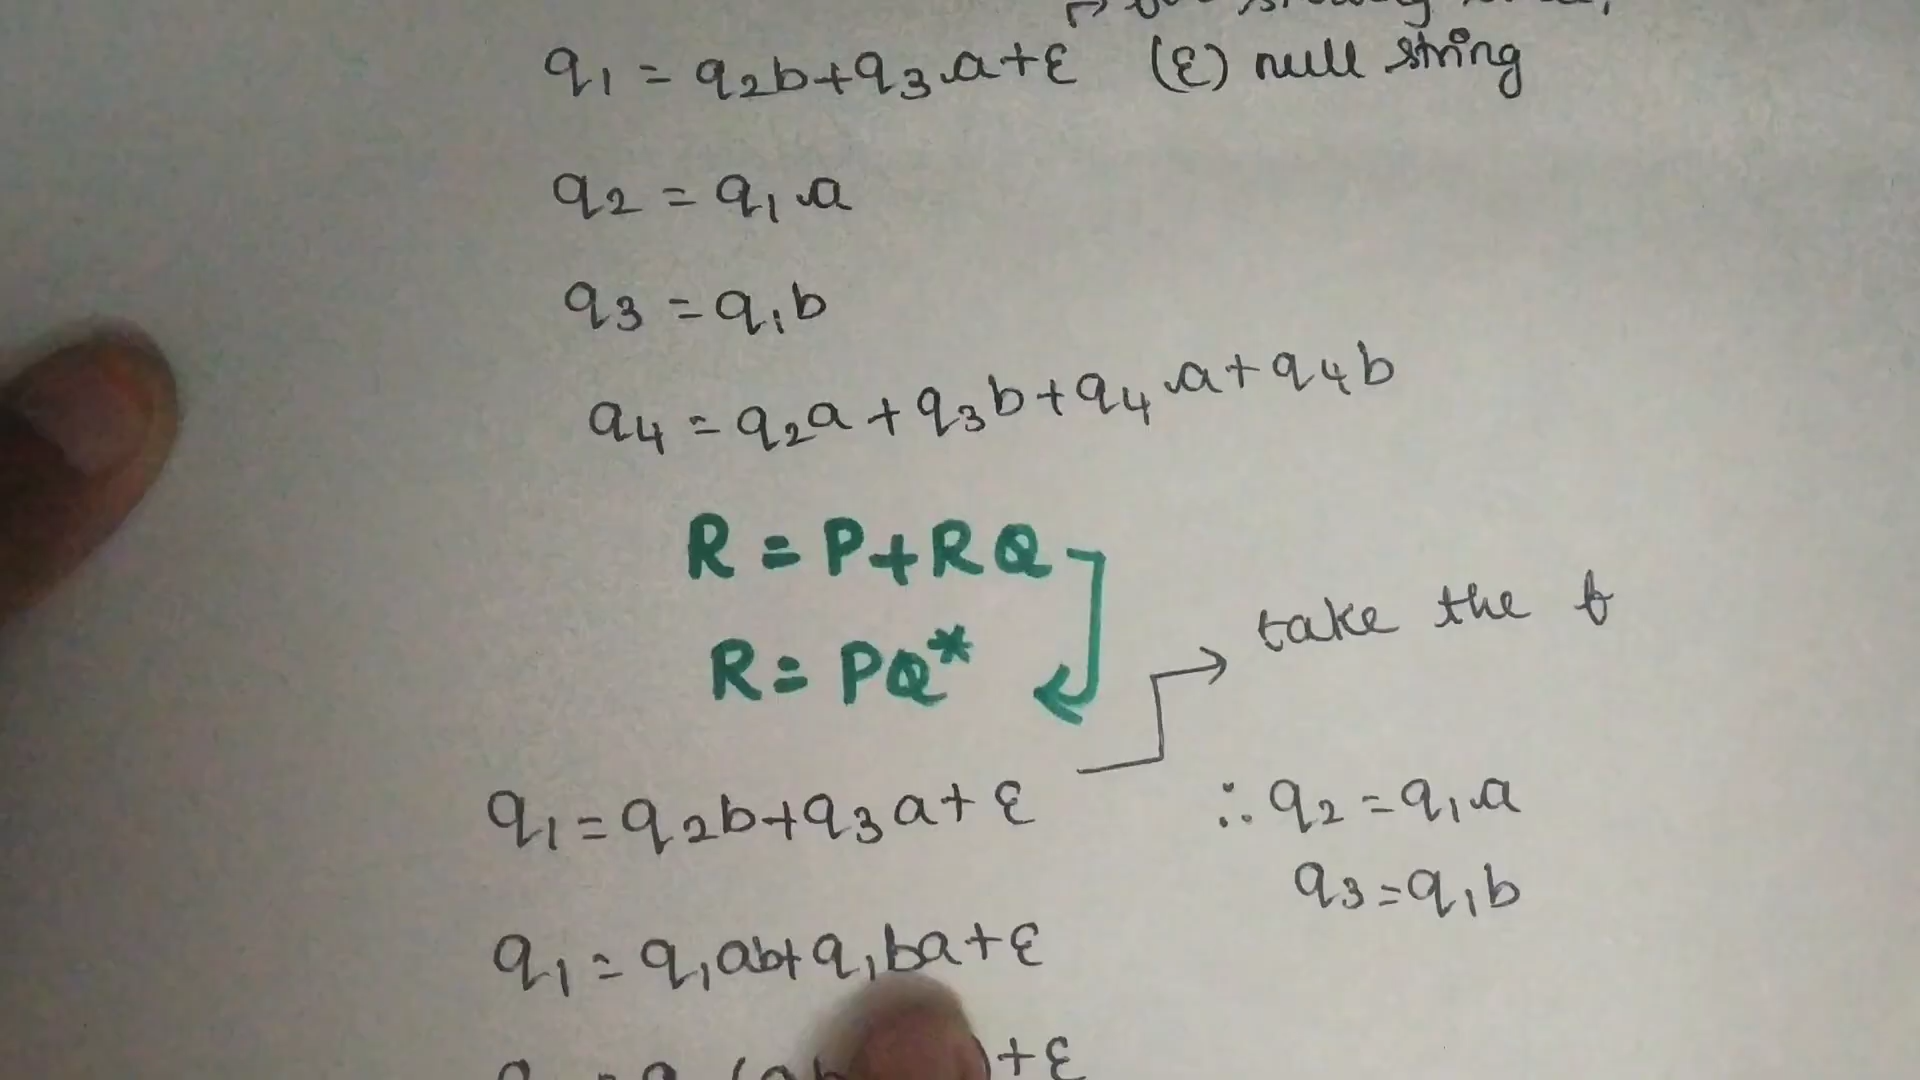 q1 = q2b+q3a+ε (ε) null string
q2 = q1a
q3 = q1b
q4 = q2a + q3b + q4a + q4b
R = P+RQ
R = PQ*
take the
q1 = q2b+q3a+ε
∴ q2 = q1a
q3 = q1b
q1 = q1ab+q1ba+ε
+ε